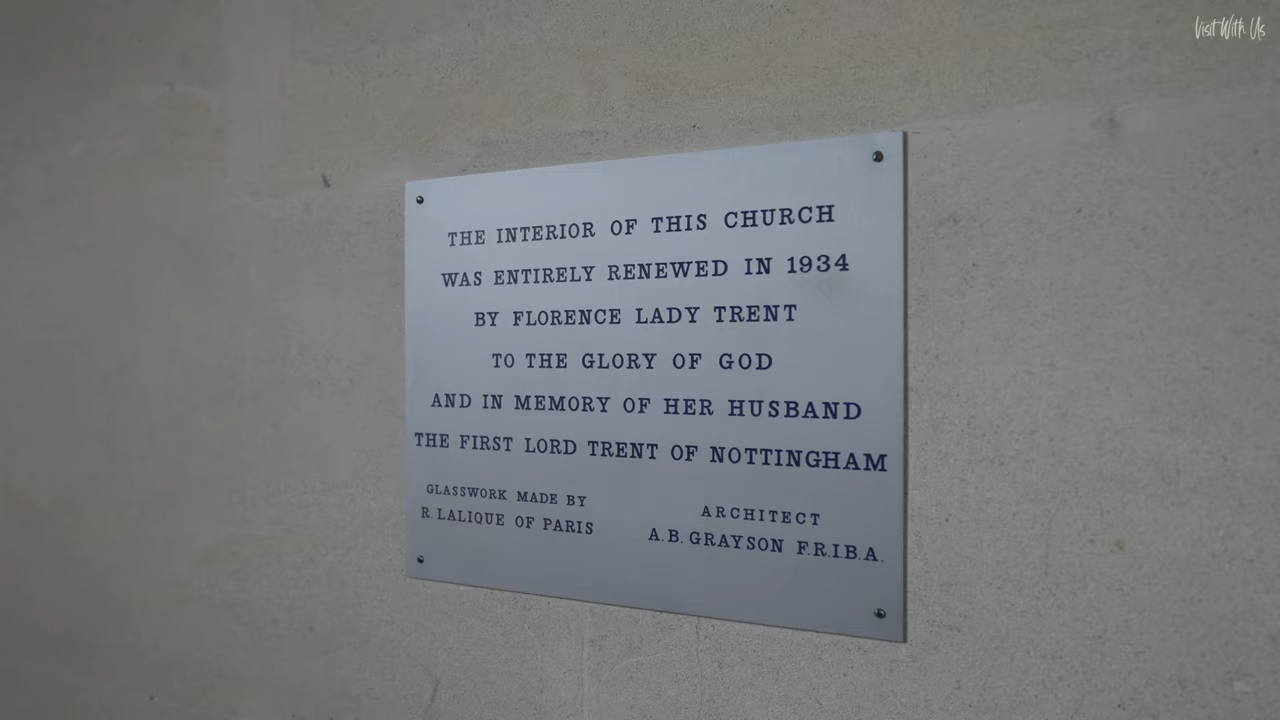 Visit With Us
THE INTERIOR OF THIS CHURCH
WAS ENTIRELY RENEWED IN 1934
BY FLORENCE LADY TRENT
TO THE GLORY OF GOD
AND IN MEMORY OF HER HUSBAND
THE FIRST LORD TRENT OF NOTTINGHAM
GLASSWORK MADE BY
R. LALIQUE OF PARIS
ARCHITECT
A. B. GRAYSON F.R.I.B.A.